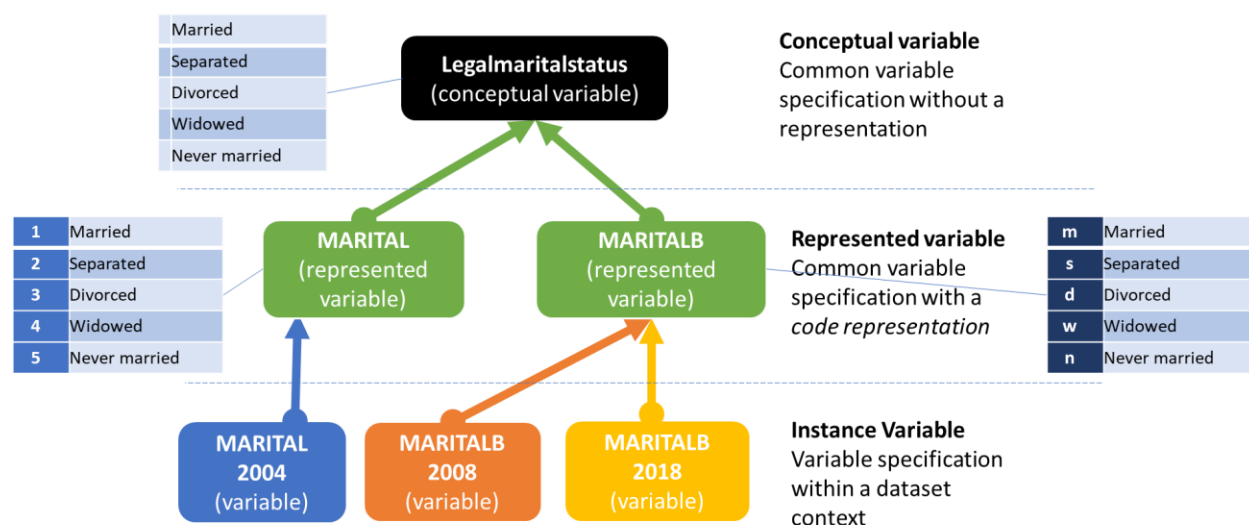 Married
Separated
Divorced
Widowed
Never married
Legalmaritalstatus
(conceptual variable)
Conceptual variable
Common variable
specification without a
representation
1 Married
2 Separated
3 Divorced
4 Widowed
5 Never married
MARITAL
(represented
variable)
MARITALB
(represented
variable)
Represented variable
Common variable
specification with a
code representation
m Married
s Separated
d Divorced
w Widowed
n Never married
MARITAL
2004
(variable)
MARITALB
2008
(variable)
MARITALB
2018
(variable)
Instance Variable
Variable specification
within a dataset
context